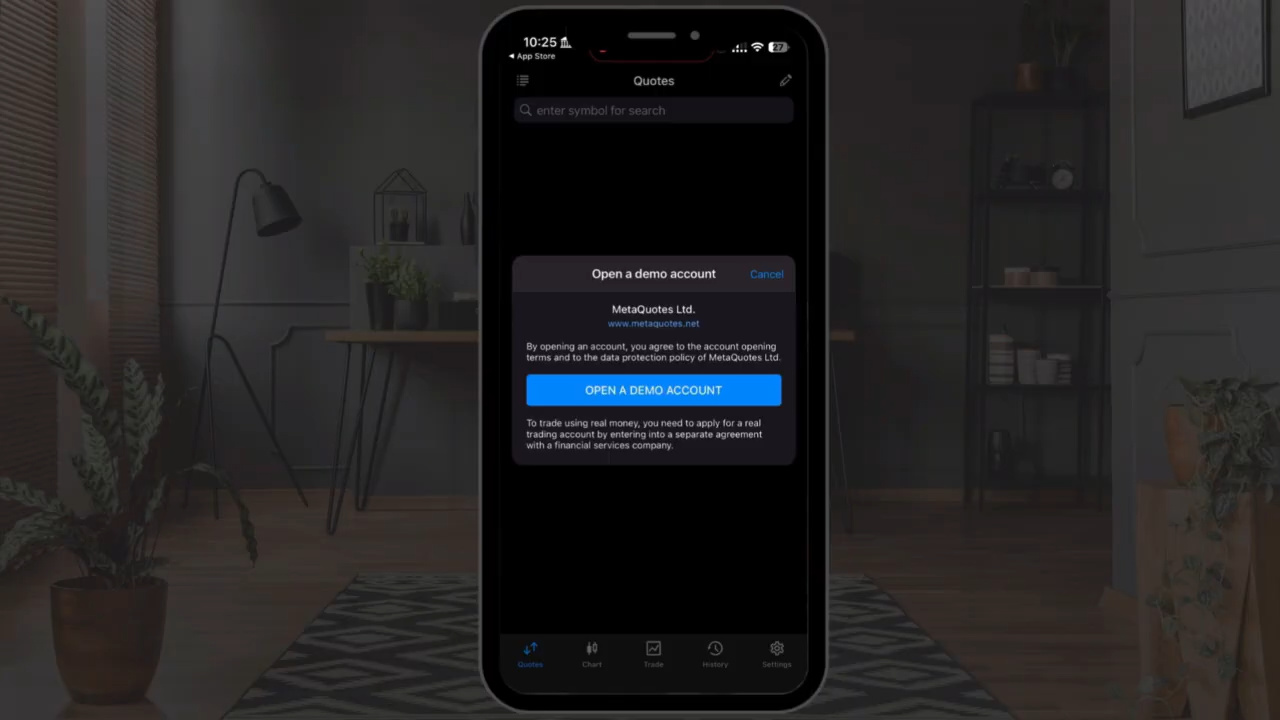 10:25
27
◄ App Store
Quotes
enter symbol for search
Open a demo account
Cancel
MetaQuotes Ltd.
www.metaquotes.net
By opening an account, you agree to the account opening
terms and to the data protection policy of MetaQuotes Ltd.
OPEN A DEMO ACCOUNT
To trade using real money, you need to apply for a real
trading account by entering into a separate agreement
with a financial services company.
Quotes
Chart
Trade
History
Settings